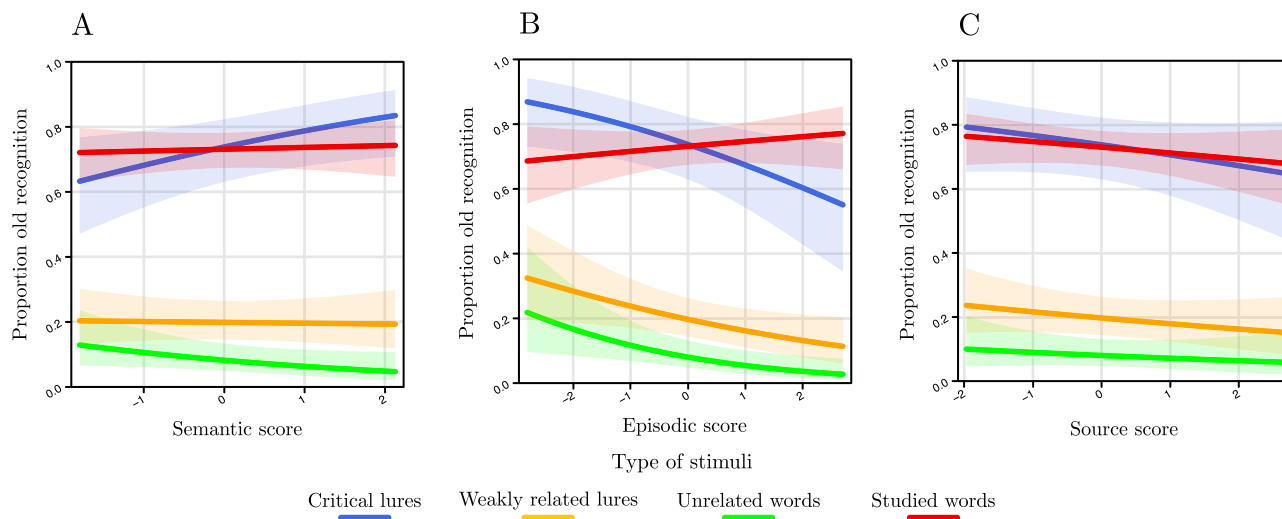 A
B
C
Proportion old recognition
1.0
0.8
0.6
0.4
0.2
0.0
-1
0
1
2
Semantic score
Proportion old recognition
1.0
0.8
0.6
0.4
0.2
0.0
-2
-1
0
1
2
Episodic score
Proportion old recognition
1.0
0.8
0.6
0.4
0.2
0.0
-2
-1
0
1
2
Source score
Type of stimuli
Critical lures
Weakly related lures
Unrelated words
Studied words